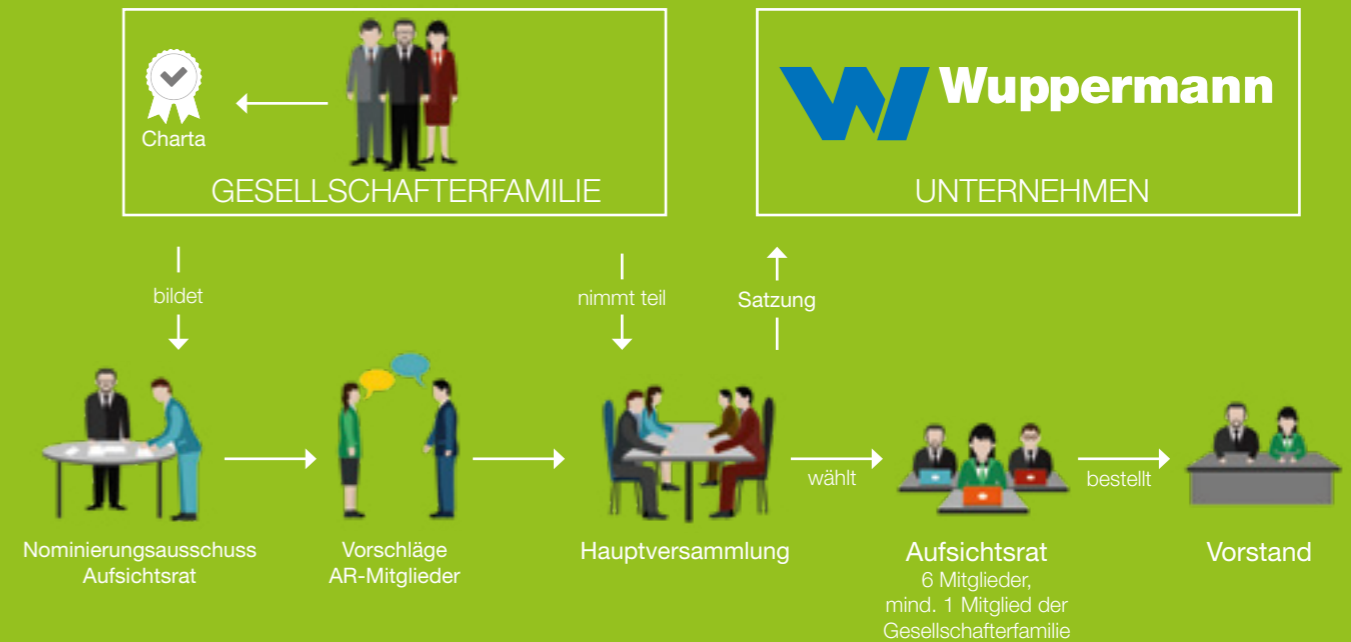 Charta
GESELLSCHAFTERFAMILIE
Wuppermann
UNTERNEHMEN
bildet
nimmt teil
Satzung
wählt
bestellt
Nominierungsausschuss
Aufsichtsrat
Vorschläge
AR-Mitglieder
Hauptversammlung
Aufsichtsrat
6 Mitglieder,
mind. 1 Mitglied der
Gesellschafterfamilie
Vorstand